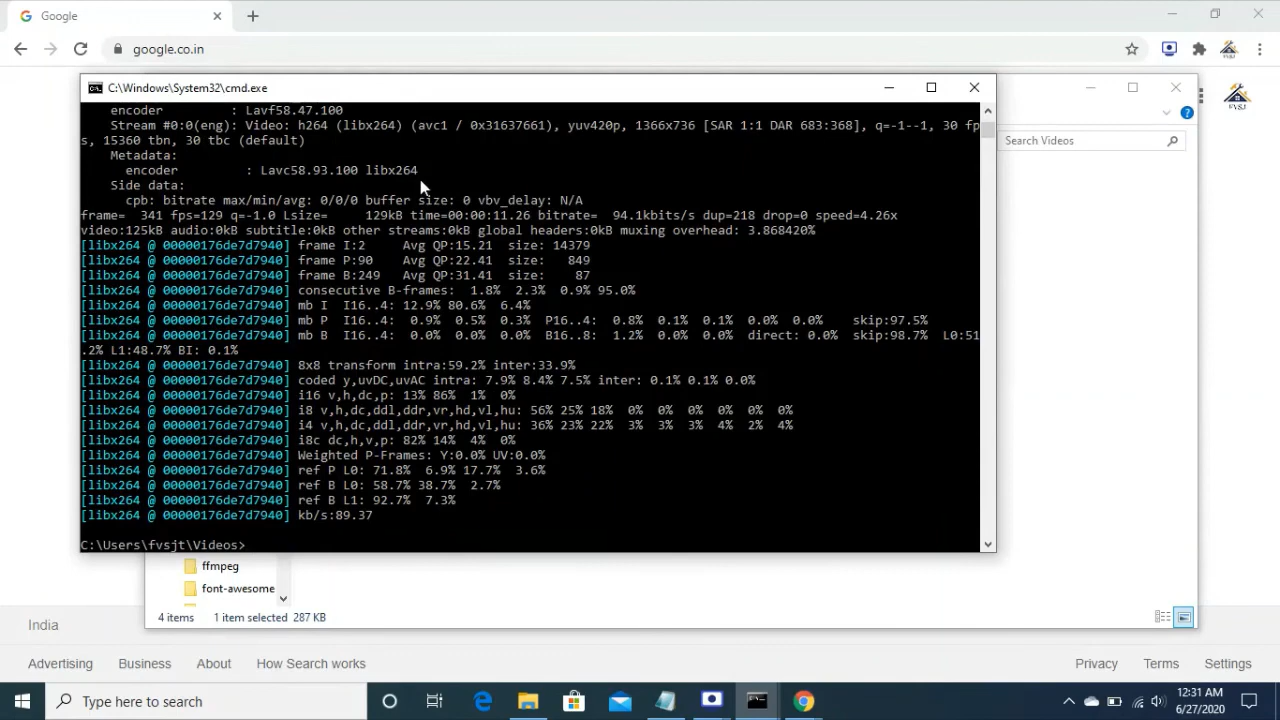 Google
google.co.in
C:\Windows\System32\cmd.exe
encoder : Lavf58.47.100
Stream #0:0(eng): Video: h264 (libx264) (avc1 / 0x31637661), yuv420p, 1366x736 [SAR 1:1 DAR 683:368], q=-1--1, 30 fp
s, 15360 tbn, 30 tbc (default)
Metadata:
encoder : Lavc58.93.100 libx264
Side data:
cpb: bitrate max/min/avg: 0/0/0 buffer size: 0 vbv_delay: N/A
frame= 341 fps=129 q=-1.0 Lsize= 129kB time=00:00:11.26 bitrate= 94.1kbits/s dup=218 drop=0 speed=4.26x
video:125kB audio:0kB subtitle:0kB other streams:0kB global headers:0kB muxing overhead: 3.868420%
[libx264 @ 00000176de7d7940] frame I:2 Avg QP:15.21 size: 14379
[libx264 @ 00000176de7d7940] frame P:90 Avg QP:22.41 size: 849
[libx264 @ 00000176de7d7940] frame B:249 Avg QP:31.41 size: 87
[libx264 @ 00000176de7d7940] consecutive B-frames: 1.8% 2.3% 0.9% 95.0%
[libx264 @ 00000176de7d7940] mb I I16..4: 12.9% 80.6% 6.4%
[libx264 @ 00000176de7d7940] mb P I16..4: 0.9% 0.5% 0.3% P16..4: 0.8% 0.1% 0.1% 0.0% 0.0% skip:97.5%
[libx264 @ 00000176de7d7940] mb B I16..4: 0.0% 0.0% 0.0% B16..8: 1.2% 0.0% 0.0% direct: 0.0% skip:98.7% L0:51
.2% L1:48.7% BI: 0.1%
[libx264 @ 00000176de7d7940] 8x8 transform intra:59.2% inter:33.9%
[libx264 @ 00000176de7d7940] coded y,uvDC,uvAC intra: 7.9% 8.4% 7.5% inter: 0.1% 0.1% 0.0%
[libx264 @ 00000176de7d7940] i16 v,h,dc,p: 13% 86% 1% 0%
[libx264 @ 00000176de7d7940] i8 v,h,dc,ddl,ddr,vr,hd,vl,hu: 56% 25% 18% 0% 0% 0% 0% 0% 0%
[libx264 @ 00000176de7d7940] i4 v,h,dc,ddl,ddr,vr,hd,vl,hu: 36% 23% 22% 3% 3% 3% 4% 2% 4%
[libx264 @ 00000176de7d7940] i8c dc,h,v,p: 82% 14% 4% 0%
[libx264 @ 00000176de7d7940] Weighted P-Frames: Y:0.0% UV:0.0%
[libx264 @ 00000176de7d7940] ref P L0: 71.8% 6.9% 17.7% 3.6%
[libx264 @ 00000176de7d7940] ref B L0: 58.7% 38.7% 2.7%
[libx264 @ 00000176de7d7940] ref B L1: 92.7% 7.3%
[libx264 @ 00000176de7d7940] kb/s:89.37
C:\Users\fvsjt\Videos>
Search Videos
FVSJ
ffmpeg
font-awesome
4 items 1 item selected 287 KB
India
Advertising Business About How Search works Privacy Terms Settings
Type here to search
12:31 AM
6/27/2020